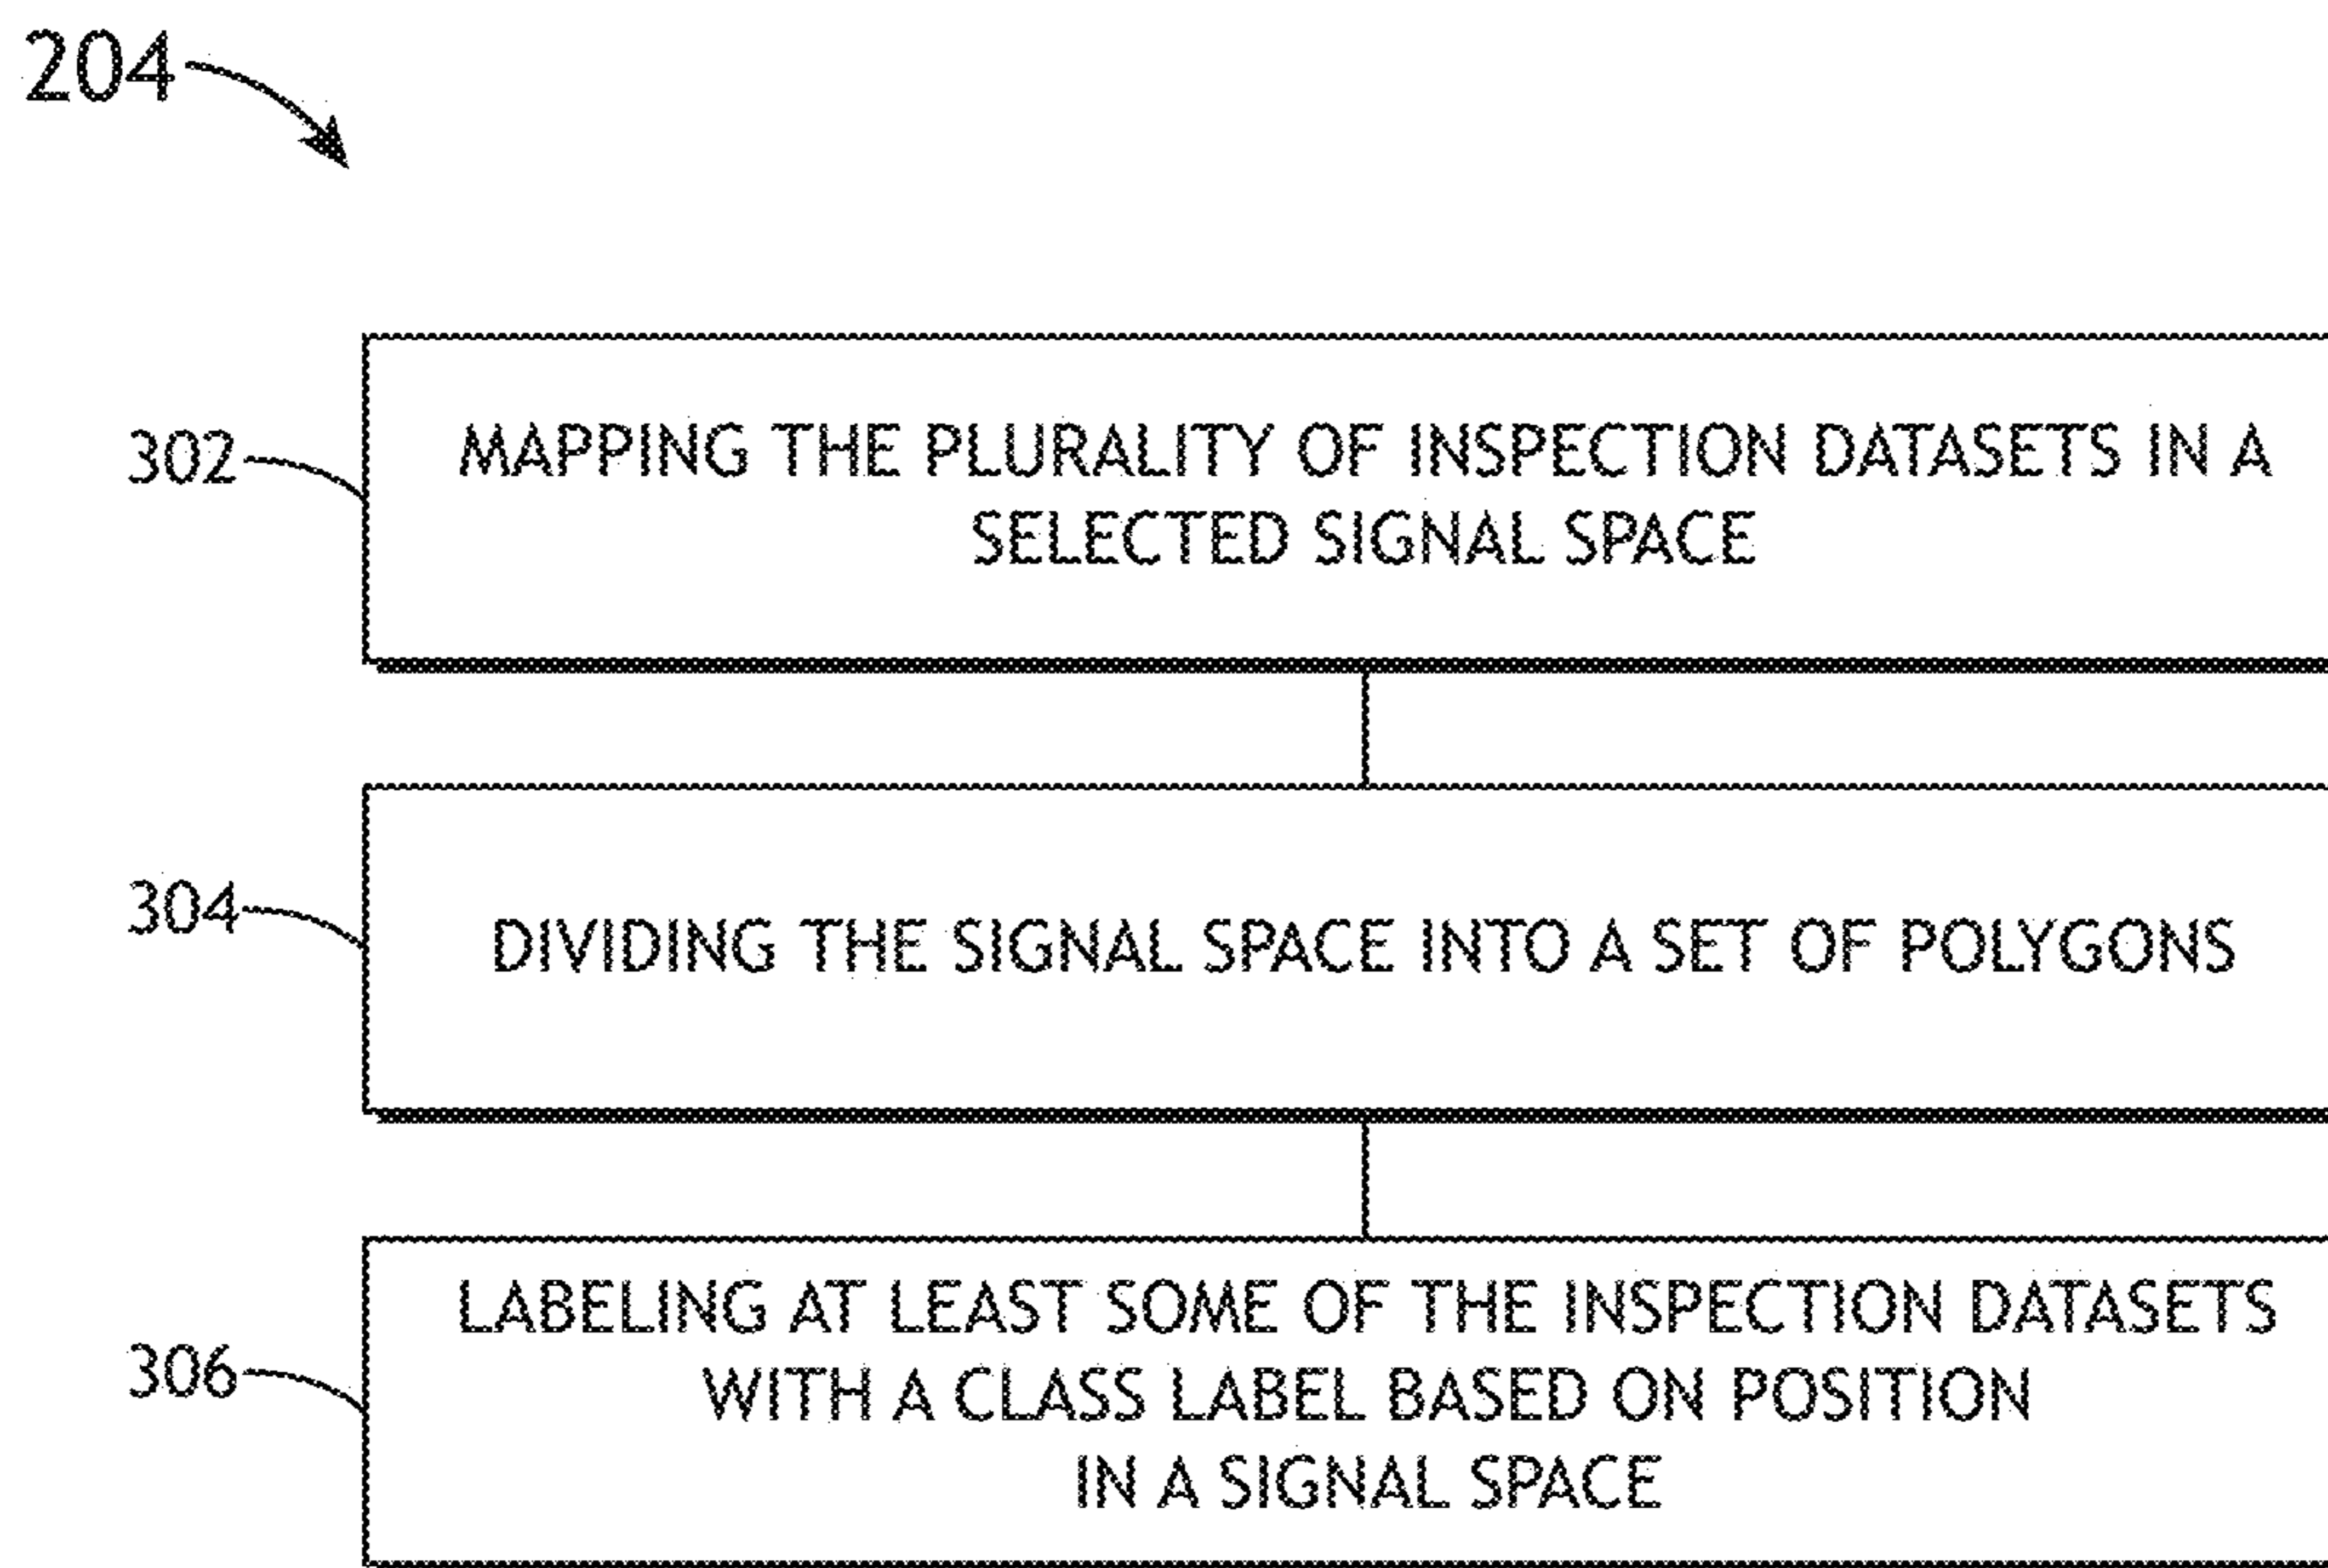 204
302
MAPPING THE PLURALITY OF INSPECTION DATASETS IN A
SELECTED SIGNAL SPACE
304
DIVIDING THE SIGNAL SPACE INTO A SET OF POLYGONS
306
LABELING AT LEAST SOME OF THE INSPECTION DATASETS
WITH A CLASS LABEL BASED ON POSITION
IN A SIGNAL SPACE